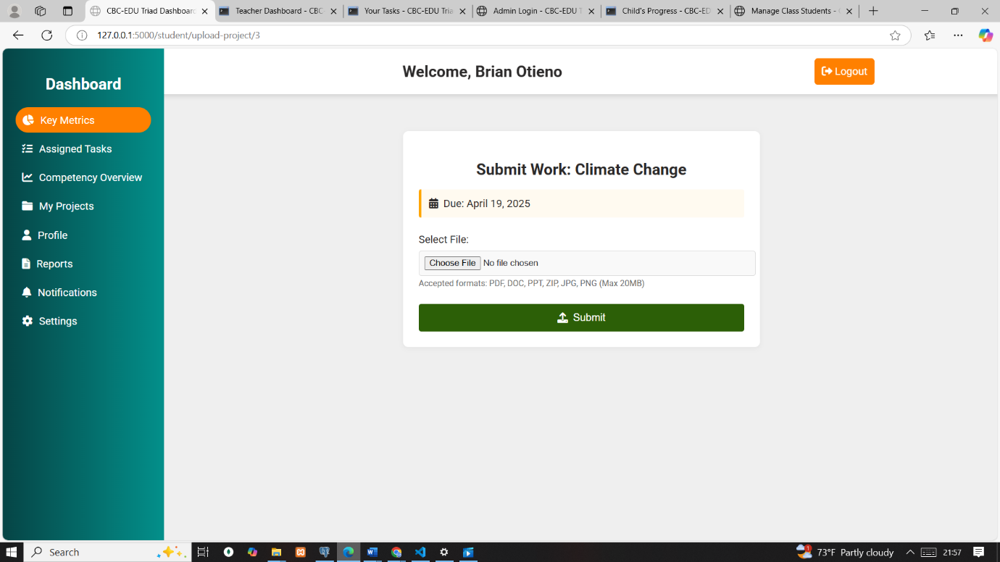 CBC-EDU Triad Dashboard
Teacher Dashboard - CBC
Your Tasks - CBC-EDU Tria
Admin Login - CBC-EDU T
Child's Progress - CBC-ED
Manage Class Students -
127.0.0.1:5000/student/upload-project/3
Dashboard
Key Metrics
Assigned Tasks
Competency Overview
My Projects
Profile
Reports
Notifications
Settings
Welcome, Brian Otieno
Logout
Submit Work: Climate Change
Due: April 19, 2025
Select File:
Choose File No file chosen
Accepted formats: PDF, DOC, PPT, ZIP, JPG, PNG (Max 20MB)
Submit
Search
1
73°F Partly cloudy
21:57